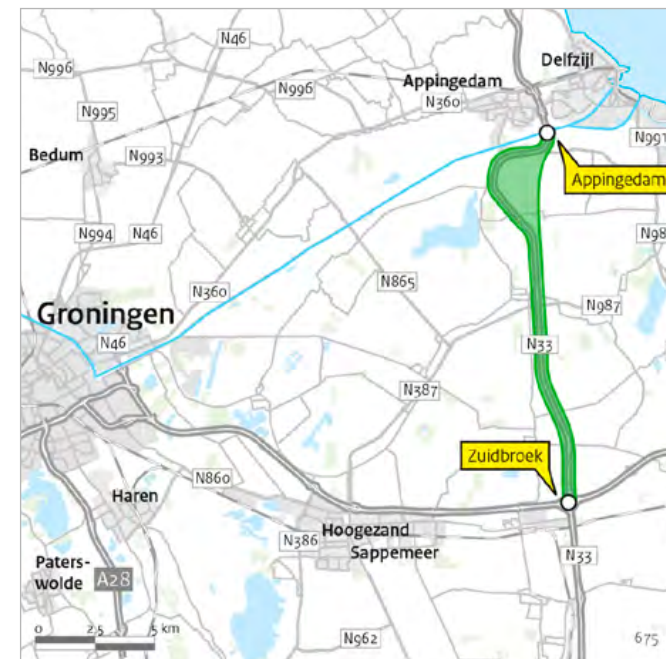 N46
N996
Delfzijl
N996
Appingedam
N360
N995
N991
Bedum
N993
Appingedam
N994
N46
N98
N360
N865
Groningen
N987
N46
N33
N387
Zuidbroek
N860
Haren
Hoogezand
N386
Sappemeer
N33
Paters-
wolde
A28
0 2,5 5 km
N962
675